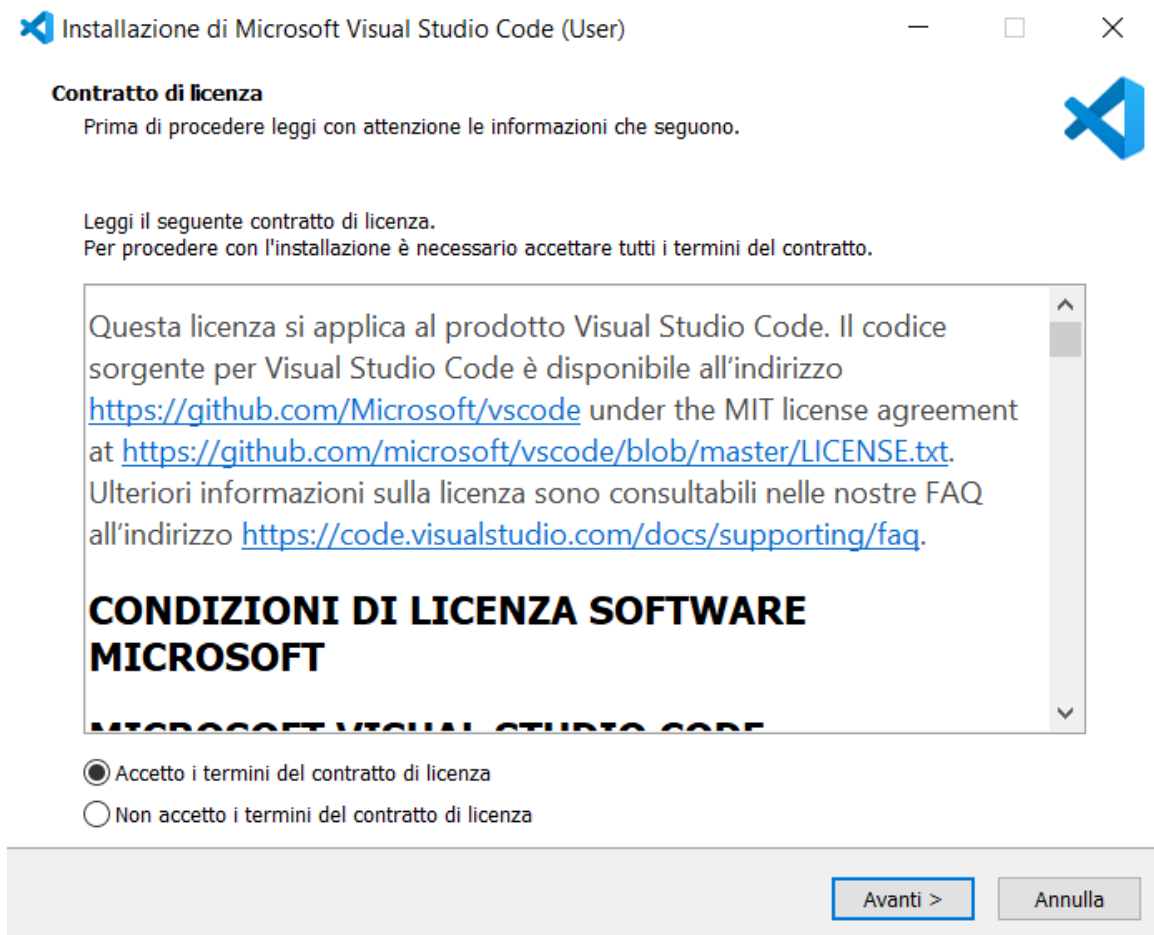 Installazione di Microsoft Visual Studio Code (User)
Contratto di licenza
Prima di procedere leggi con attenzione le informazioni che seguono.
Leggi il seguente contratto di licenza.
Per procedere con l'installazione è necessario accettare tutti i termini del contratto.
Questa licenza si applica al prodotto Visual Studio Code. Il codice
sorgente per Visual Studio Code è disponibile all’indirizzo
https://github.com/Microsoft/vscode under the MIT license agreement
at https://github.com/microsoft/vscode/blob/master/LICENSE.txt.
Ulteriori informazioni sulla licenza sono consultabili nelle nostre FAQ
all’indirizzo https://code.visualstudio.com/docs/supporting/faq.
CONDIZIONI DI LICENZA SOFTWARE
MICROSOFT
MICROSOFT VISUAL STUDIO CODE
Accetto i termini del contratto di licenza
Non accetto i termini del contratto di licenza
Avanti >
Annulla